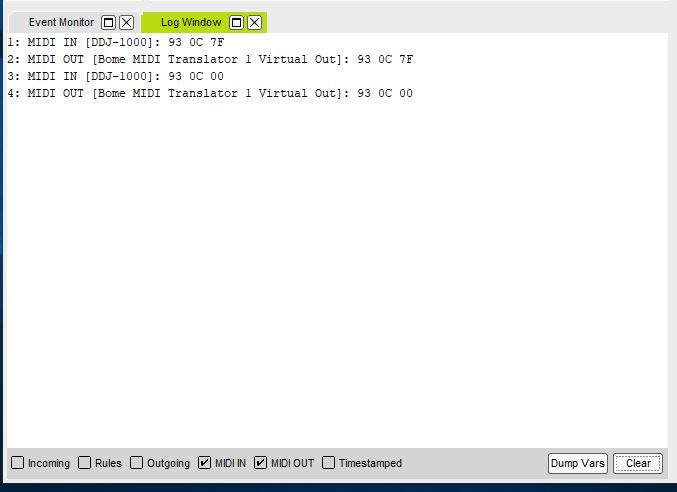 Event Monitor Log Window
1: MIDI IN [DDJ-1000]: 93 0C 7F
2: MIDI OUT [Bome MIDI Translator 1 Virtual Out]: 93 0C 7F
3: MIDI IN [DDJ-1000]: 93 0C 00
4: MIDI OUT [Bome MIDI Translator 1 Virtual Out]: 93 0C 00
Incoming Rules Outgoing MIDI IN MIDI OUT Timestamped Dump Vars Clear